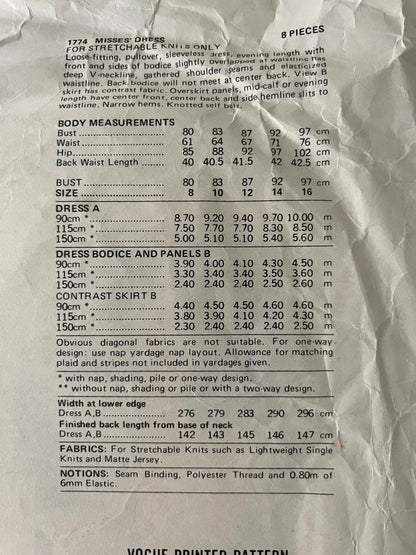 1774 MISSES' DRESS 8 PIECES
FOR STRETCHABLE KNITS ONLY
Loose-fitting, pullover, sleeveless dress, evening length with
front and sides of bodice slightly overlapped at waistline has
deep V-neckline, gathered shoulder seams and elasticized
waistline. Back bodice will not meet at center back. View B
skirt has contrast fabric. Overskirt panels, mid-calf or evening
length have center front, center back and side hemline slits to
waistline. Narrow hems. Knotted self belt.
BODY MEASUREMENTS
Bust 80 83 87 92 97 cm
Waist 61 64 67 71 76 cm
Hip 85 88 92 97 102 cm
Back Waist Length 40 40.5 41.5 42 42.5 cm
BUST 80 83 87 92 97 cm
SIZE 8 10 12 14 16
DRESS A
90cm * 8.70 9.20 9.40 9.70 10.00 m
115cm * 7.50 7.70 7.70 8.30 8.50 m
150cm * 5.00 5.10 5.10 5.40 5.60 m
DRESS BODICE AND PANELS B
90cm * 3.90 4.00 4.10 4.30 4.50 m
115cm * 3.30 3.40 3.40 3.50 3.60 m
150cm * 2.40 2.40 2.40 2.50 2.60 m
CONTRAST SKIRT B
90cm * 4.40 4.50 4.50 4.60 4.60 m
115cm * 3.80 3.90 4.10 4.20 4.30 m
150cm * 2.30 2.40 2.40 2.40 2.50 m
Obvious diagonal fabrics are not suitable. For one-way
design: use nap yardage nap layout. Allowance for matching
plaid and stripes not included in yardages given.
* with nap, shading, pile or one-way design.
** without nap, shading or pile or with a two-way design.
Width at lower edge
Dress A,B 276 279 283 290 296 cm
Finished back length from base of neck
Dress A,B 142 143 145 146 147 cm
FABRICS: For Stretchable Knits such as Lightweight Single
Knits and Matte Jersey.
NOTIONS: Seam Binding, Polyester Thread and 0.80m of
6mm Elastic.
VOGUE PRINTED PATTERN